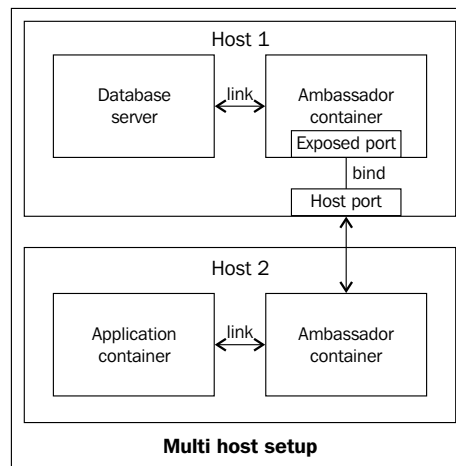 Host 1
Database
server
link
Ambassador
container
Exposed port
bind
Host port
Host 2
Application
container
link
Ambassador
container
Multi host setup